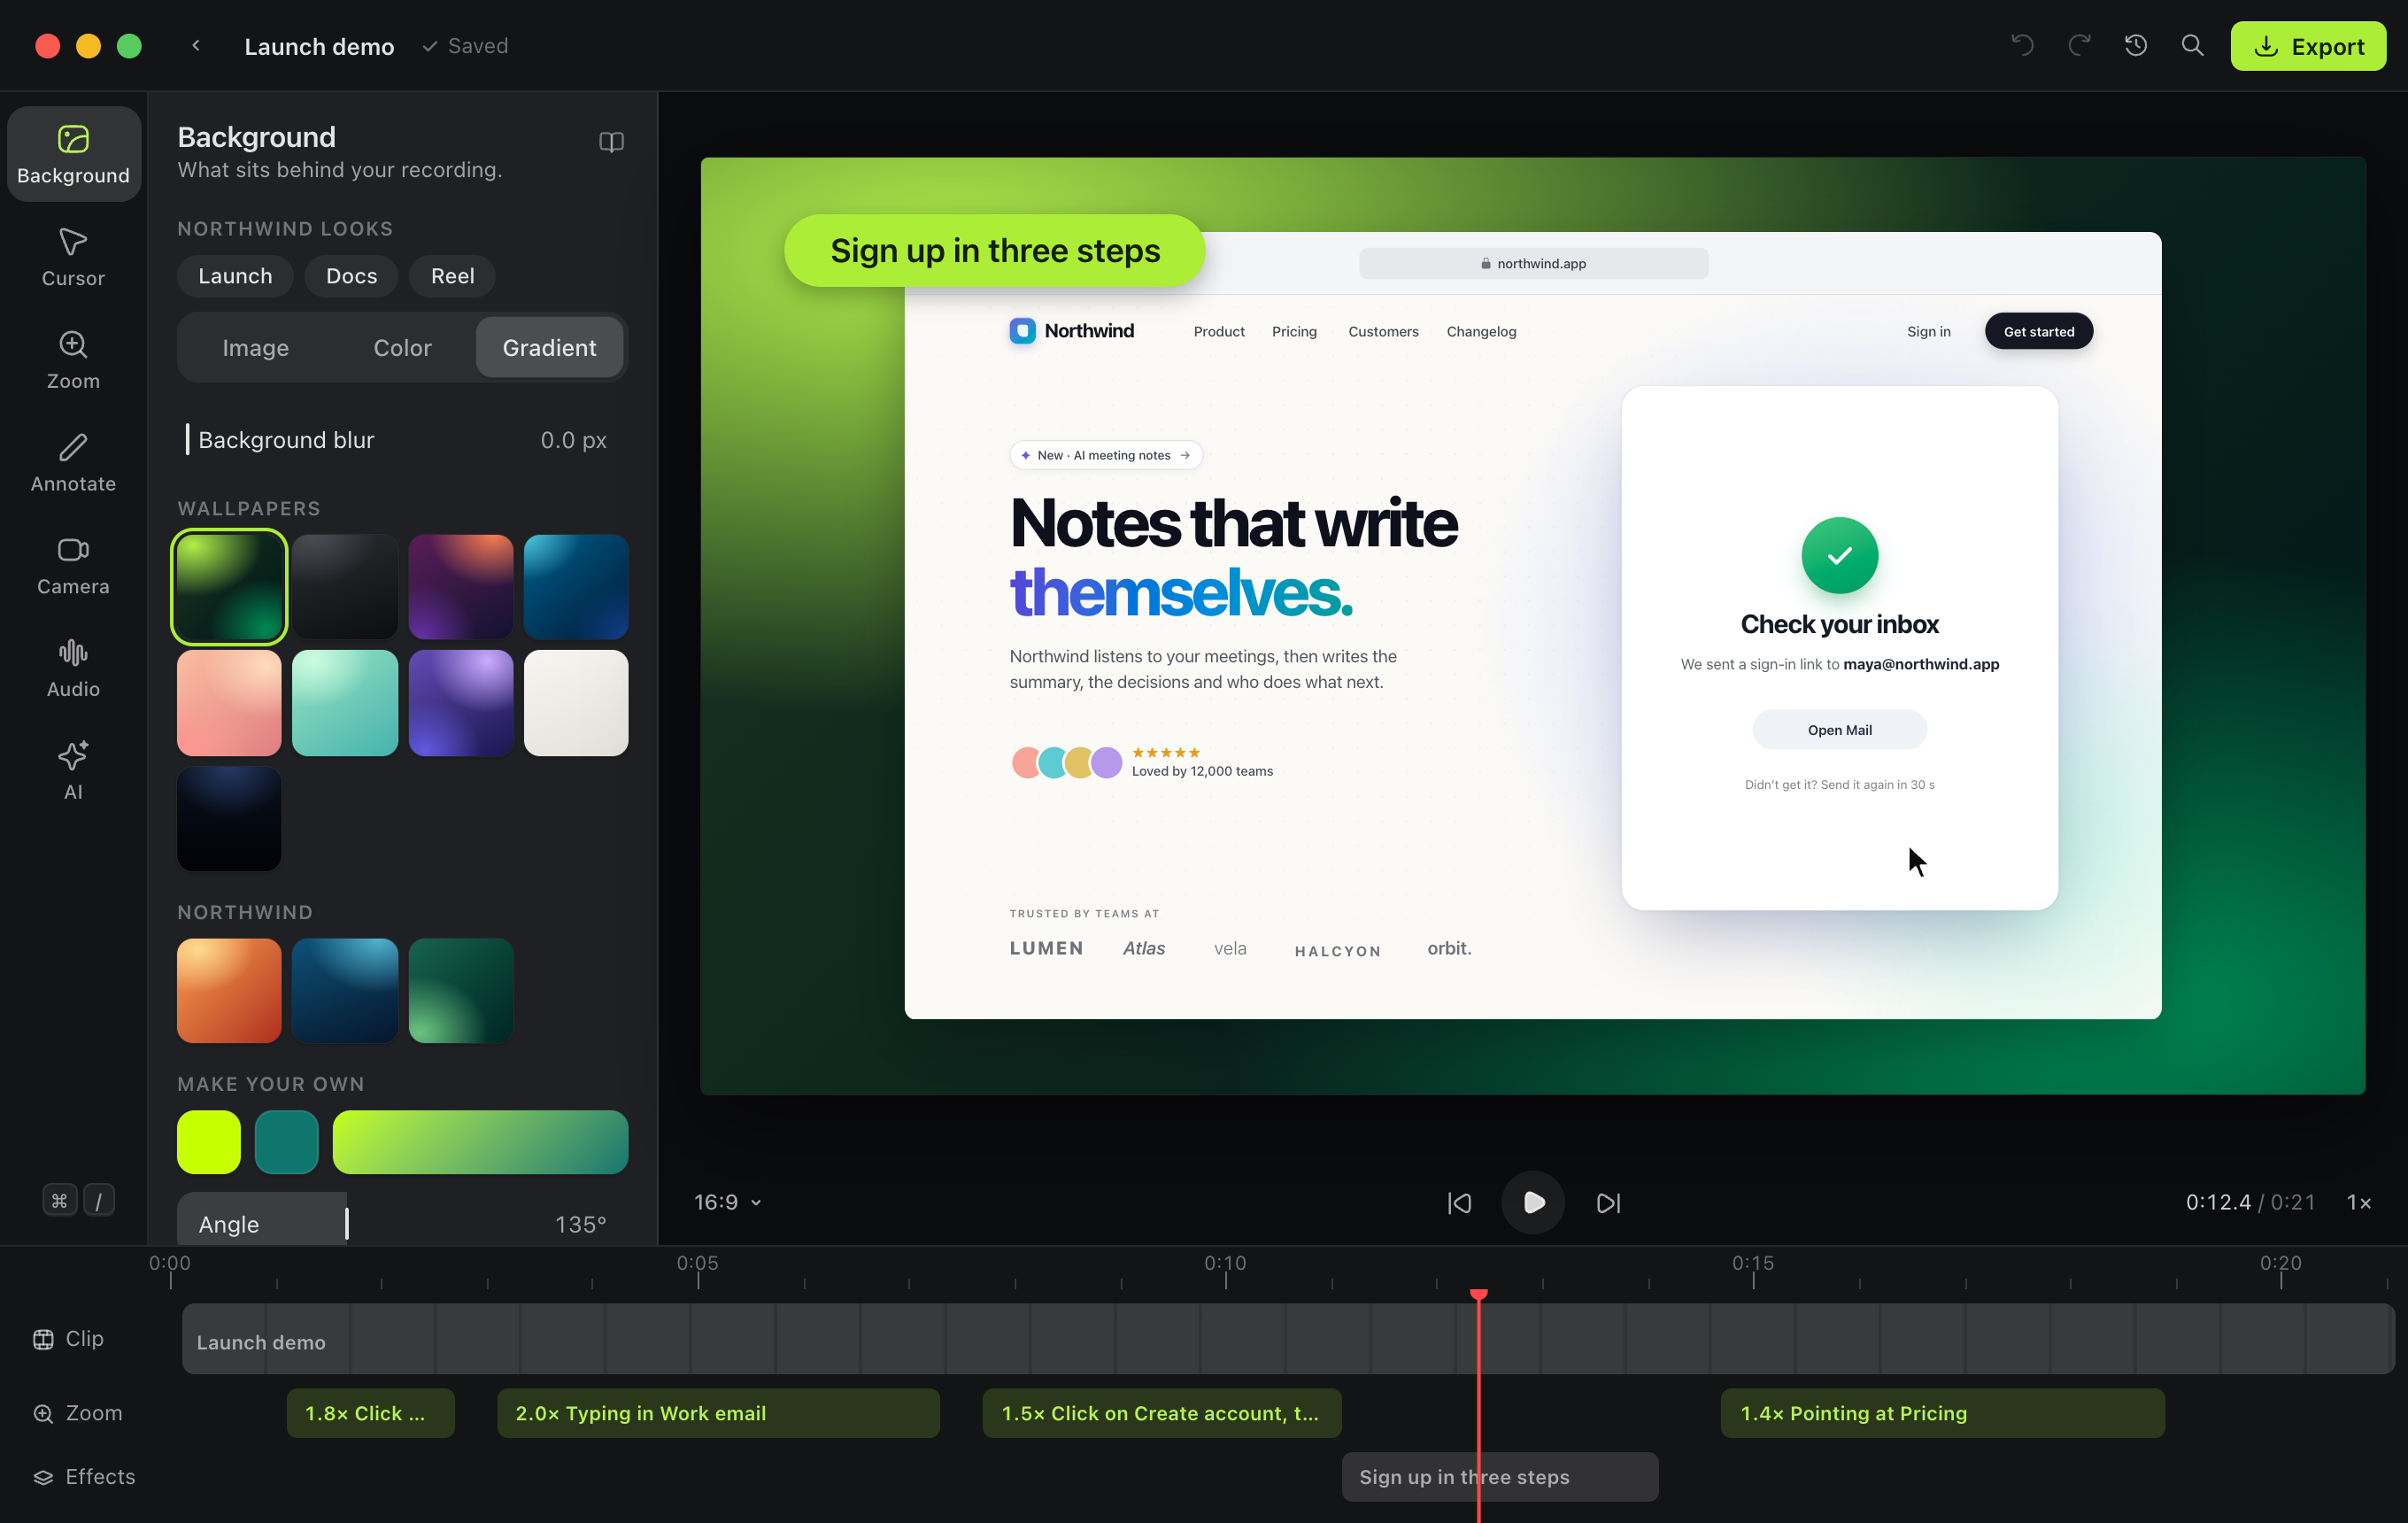 Launch demo
Saved
Export
Background
Cursor
Zoom
Annotate
Camera
Audio
AI
⌘ /
Background
What sits behind your recording.
NORTHWIND LOOKS
Launch Docs Reel
Image Color Gradient
Background blur 0.0 px
WALLPAPERS
NORTHWIND
MAKE YOUR OWN
Angle 135°
Sign up in three steps
northwind.app
Northwind Product Pricing Customers Changelog Sign in Get started
New · AI meeting notes →
Notes that write
themselves.
Northwind listens to your meetings, then writes the
summary, the decisions and who does what next.
★★★★★
Loved by 12,000 teams
TRUSTED BY TEAMS AT
LUMEN Atlas vela HALCYON orbit.
Check your inbox
We sent a sign-in link to maya@northwind.app
Open Mail
Didn't get it? Send it again in 30 s
16:9
0:12.4 / 0:21 1×
0:00 0:05 0:10 0:15 0:20
Clip
Launch demo
Zoom
1.8× Click ...
2.0× Typing in Work email
1.5× Click on Create account, t...
1.4× Pointing at Pricing
Effects
Sign up in three steps